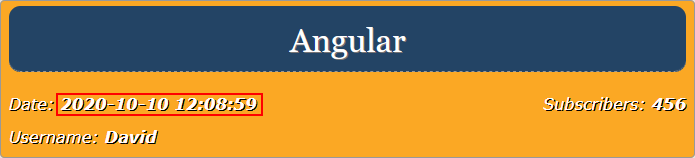 Angular
Date: 2020-10-10 12:08:59 Subscribers: 456
Username: David